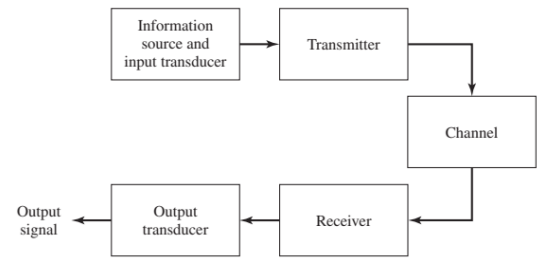 Information
source and
input transducer
Transmitter
Channel
Receiver
Output
transducer
Output
signal